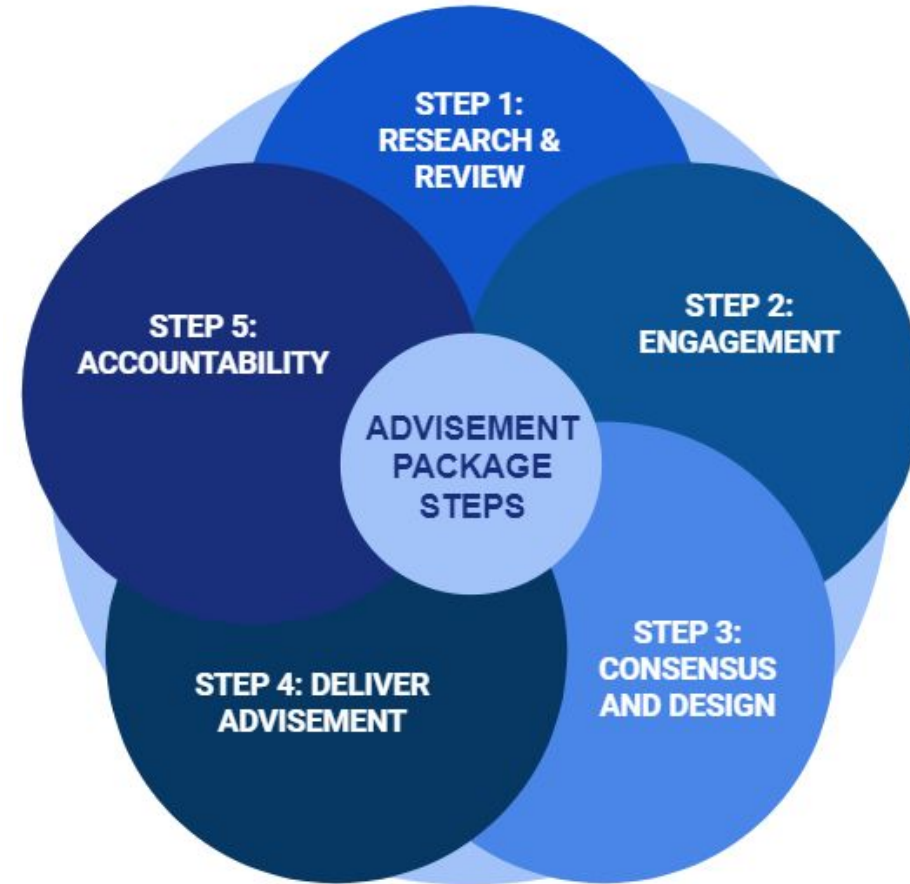 STEP 1:
RESEARCH &
REVIEW
STEP 2:
ENGAGEMENT
STEP 3:
CONSENSUS
AND DESIGN
STEP 4: DELIVER
ADVISEMENT
STEP 5:
ACCOUNTABILITY
ADVISEMENT
PACKAGE
STEPS